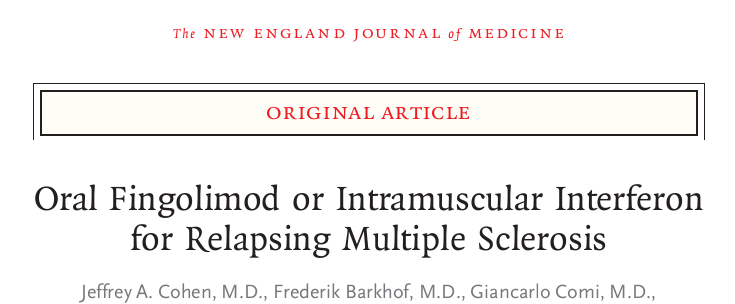 The NEW ENGLAND JOURNAL of MEDICINE
ORIGINAL ARTICLE
Oral Fingolimod or Intramuscular Interferon
for Relapsing Multiple Sclerosis
Jeffrey A. Cohen, M.D., Frederik Barkhof, M.D., Giancarlo Comi, M.D.,